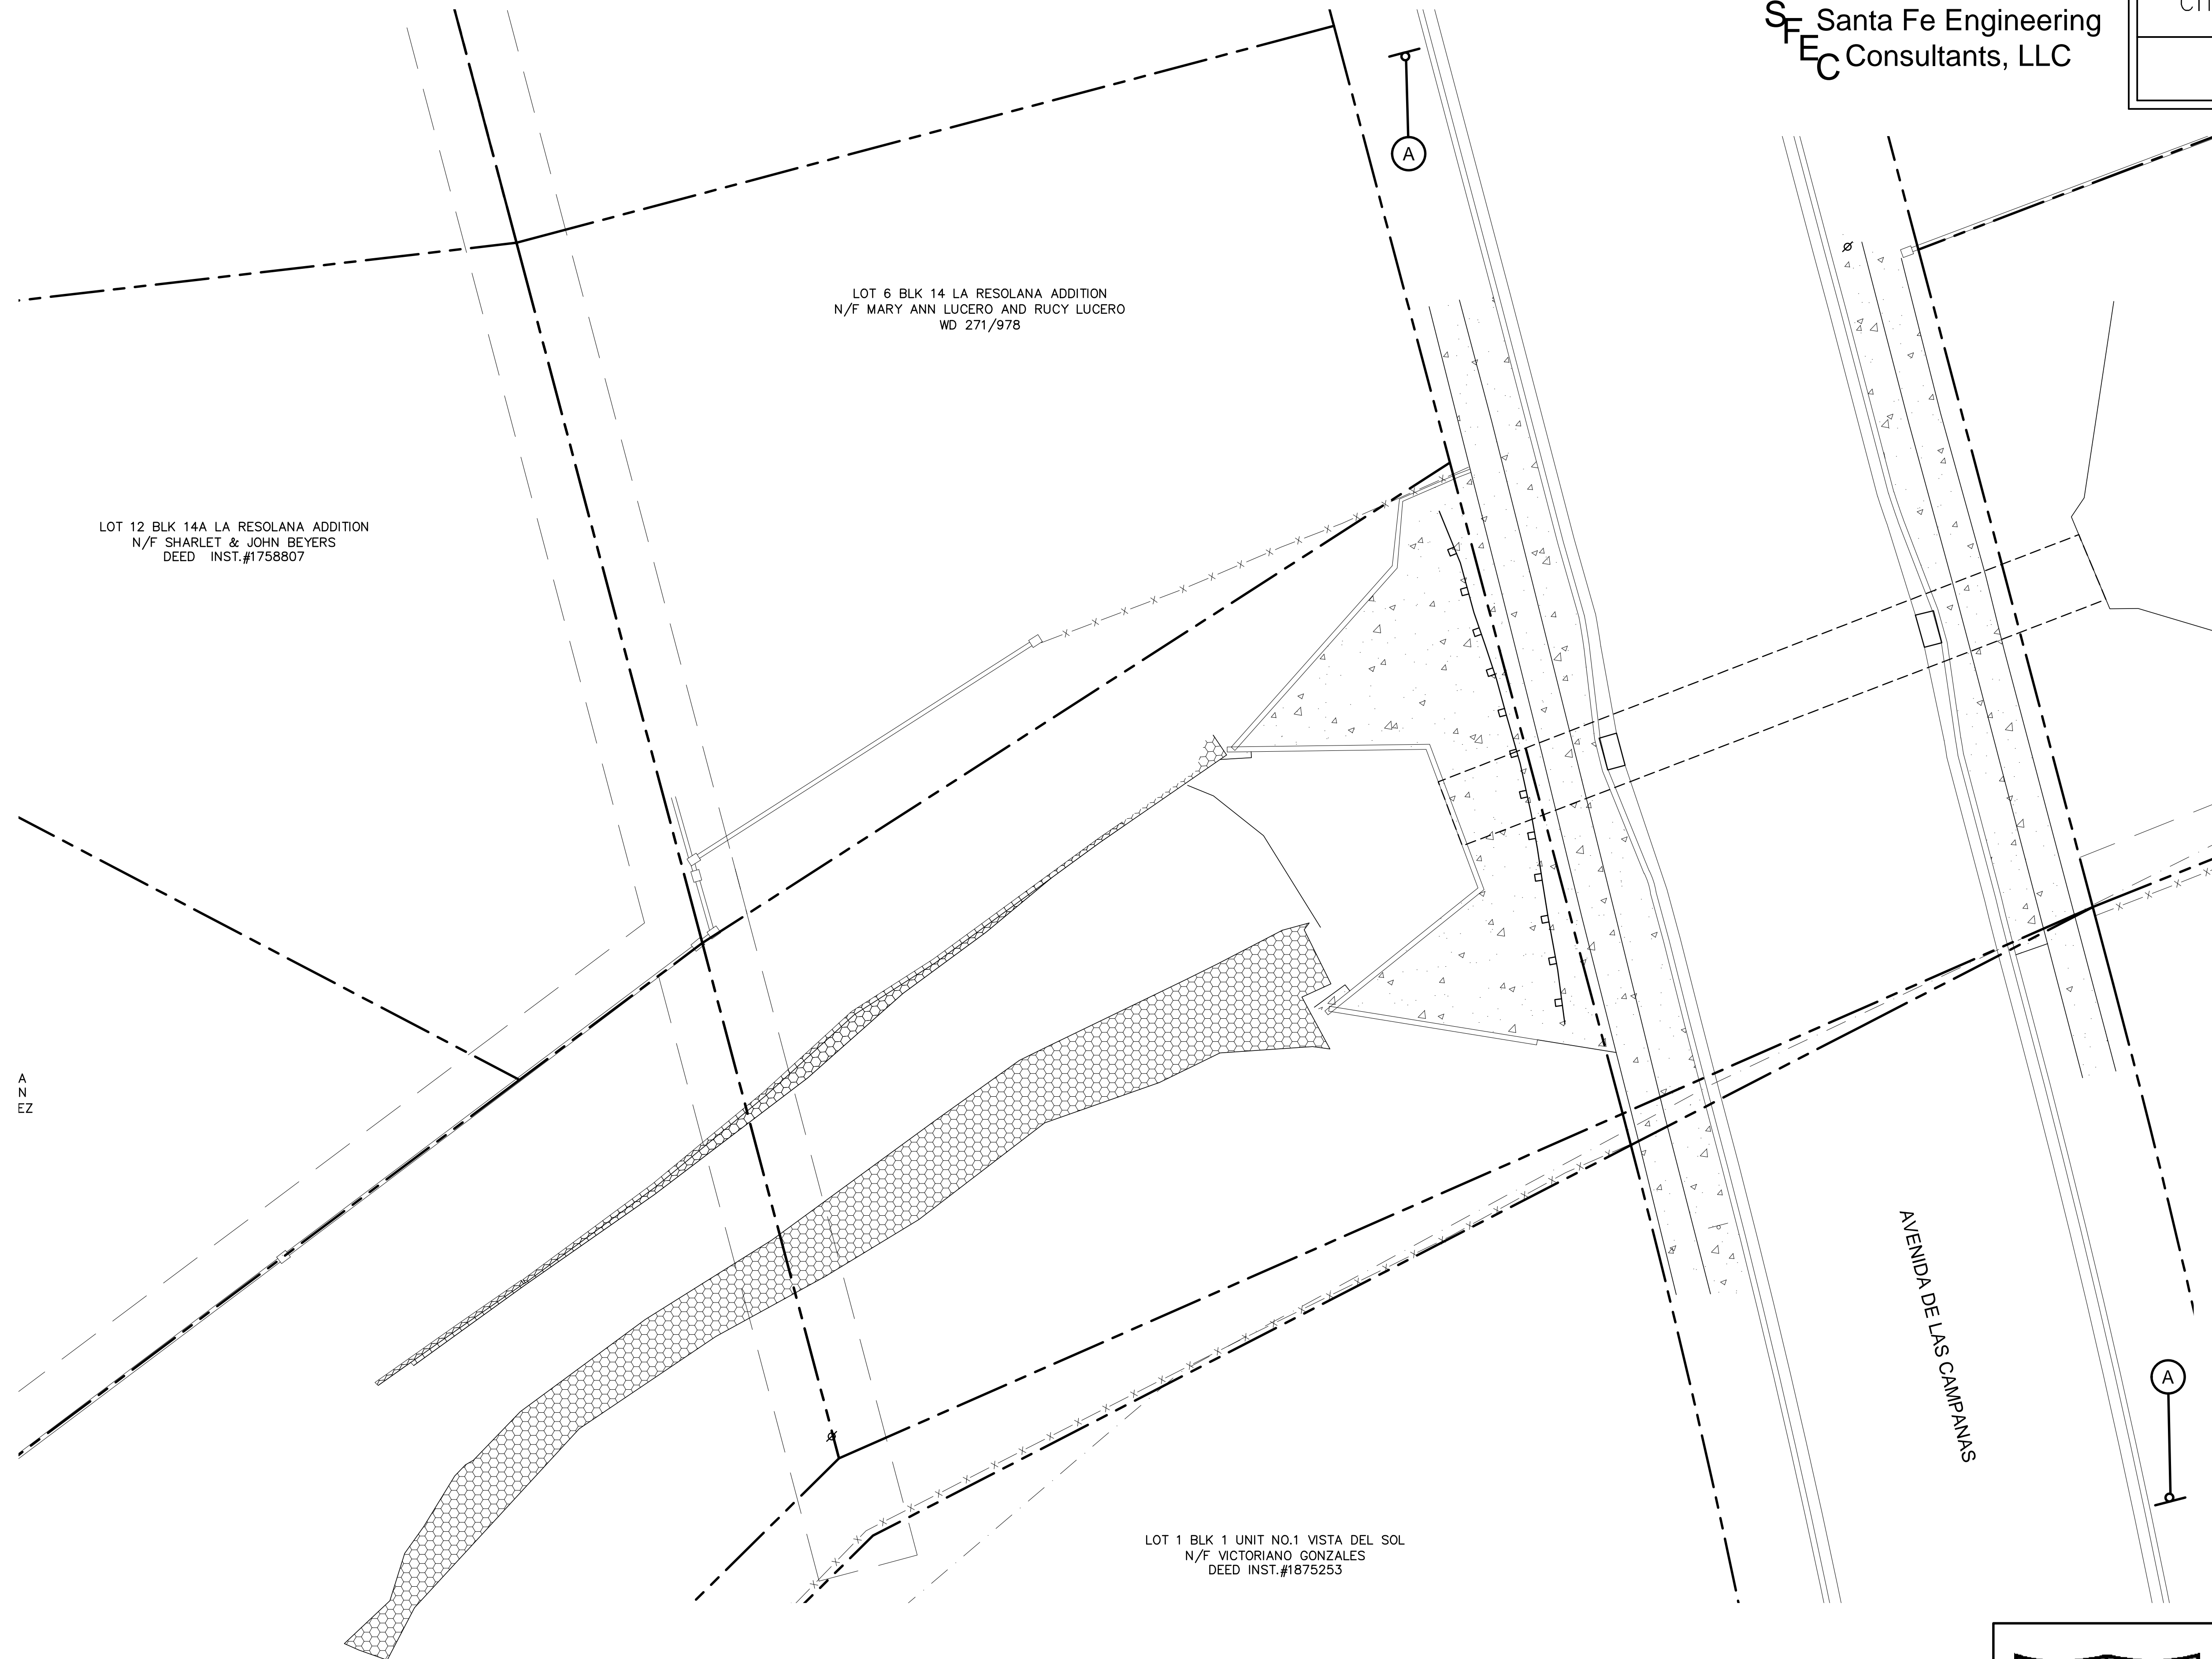 SFEC Santa Fe Engineering
Consultants, LLC
A
LOT 6 BLK 14 LA RESOLANA ADDITION
N/F MARY ANN LUCERO AND RUCY LUCERO
WD 271/978
LOT 12 BLK 14A LA RESOLANA ADDITION
N/F SHARLET & JOHN BEYERS
DEED INST.#1758807
A
N
EZ
AVENIDA DE LAS CAMPANAS
A
LOT 1 BLK 1 UNIT NO.1 VISTA DEL SOL
N/F VICTORIANO GONZALES
DEED INST.#1875253